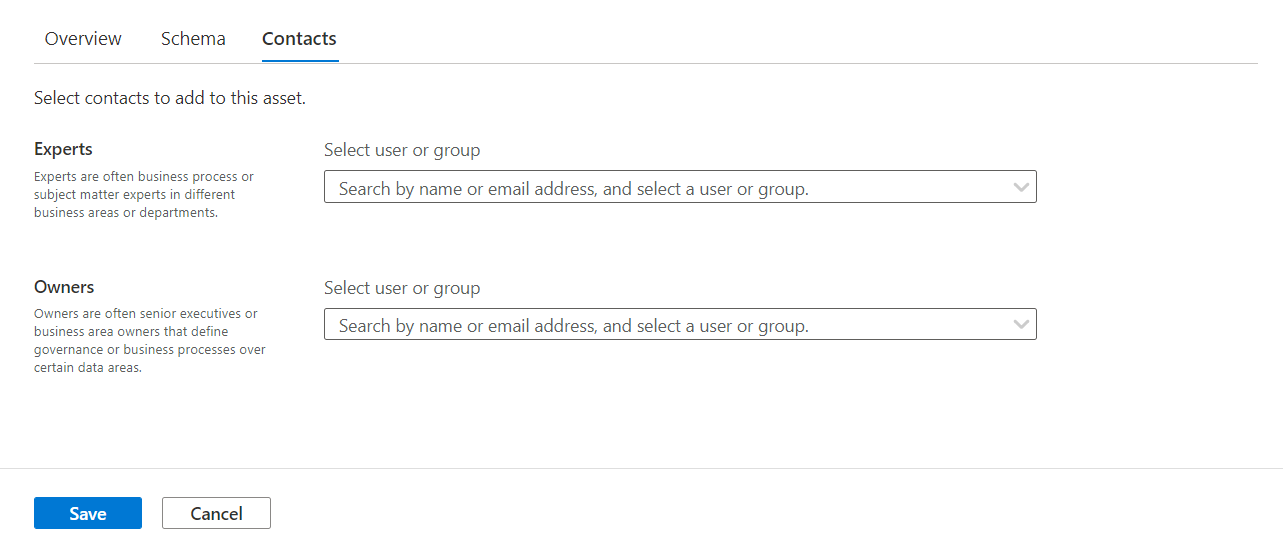 Overview Schema Contacts
Select contacts to add to this asset.
Experts
Experts are often business process or
subject matter experts in different
business areas or departments.
Select user or group
Search by name or email address, and select a user or group.
Owners
Owners are often senior executives or
business area owners that define
governance or business processes over
certain data areas.
Select user or group
Search by name or email address, and select a user or group.
Save Cancel